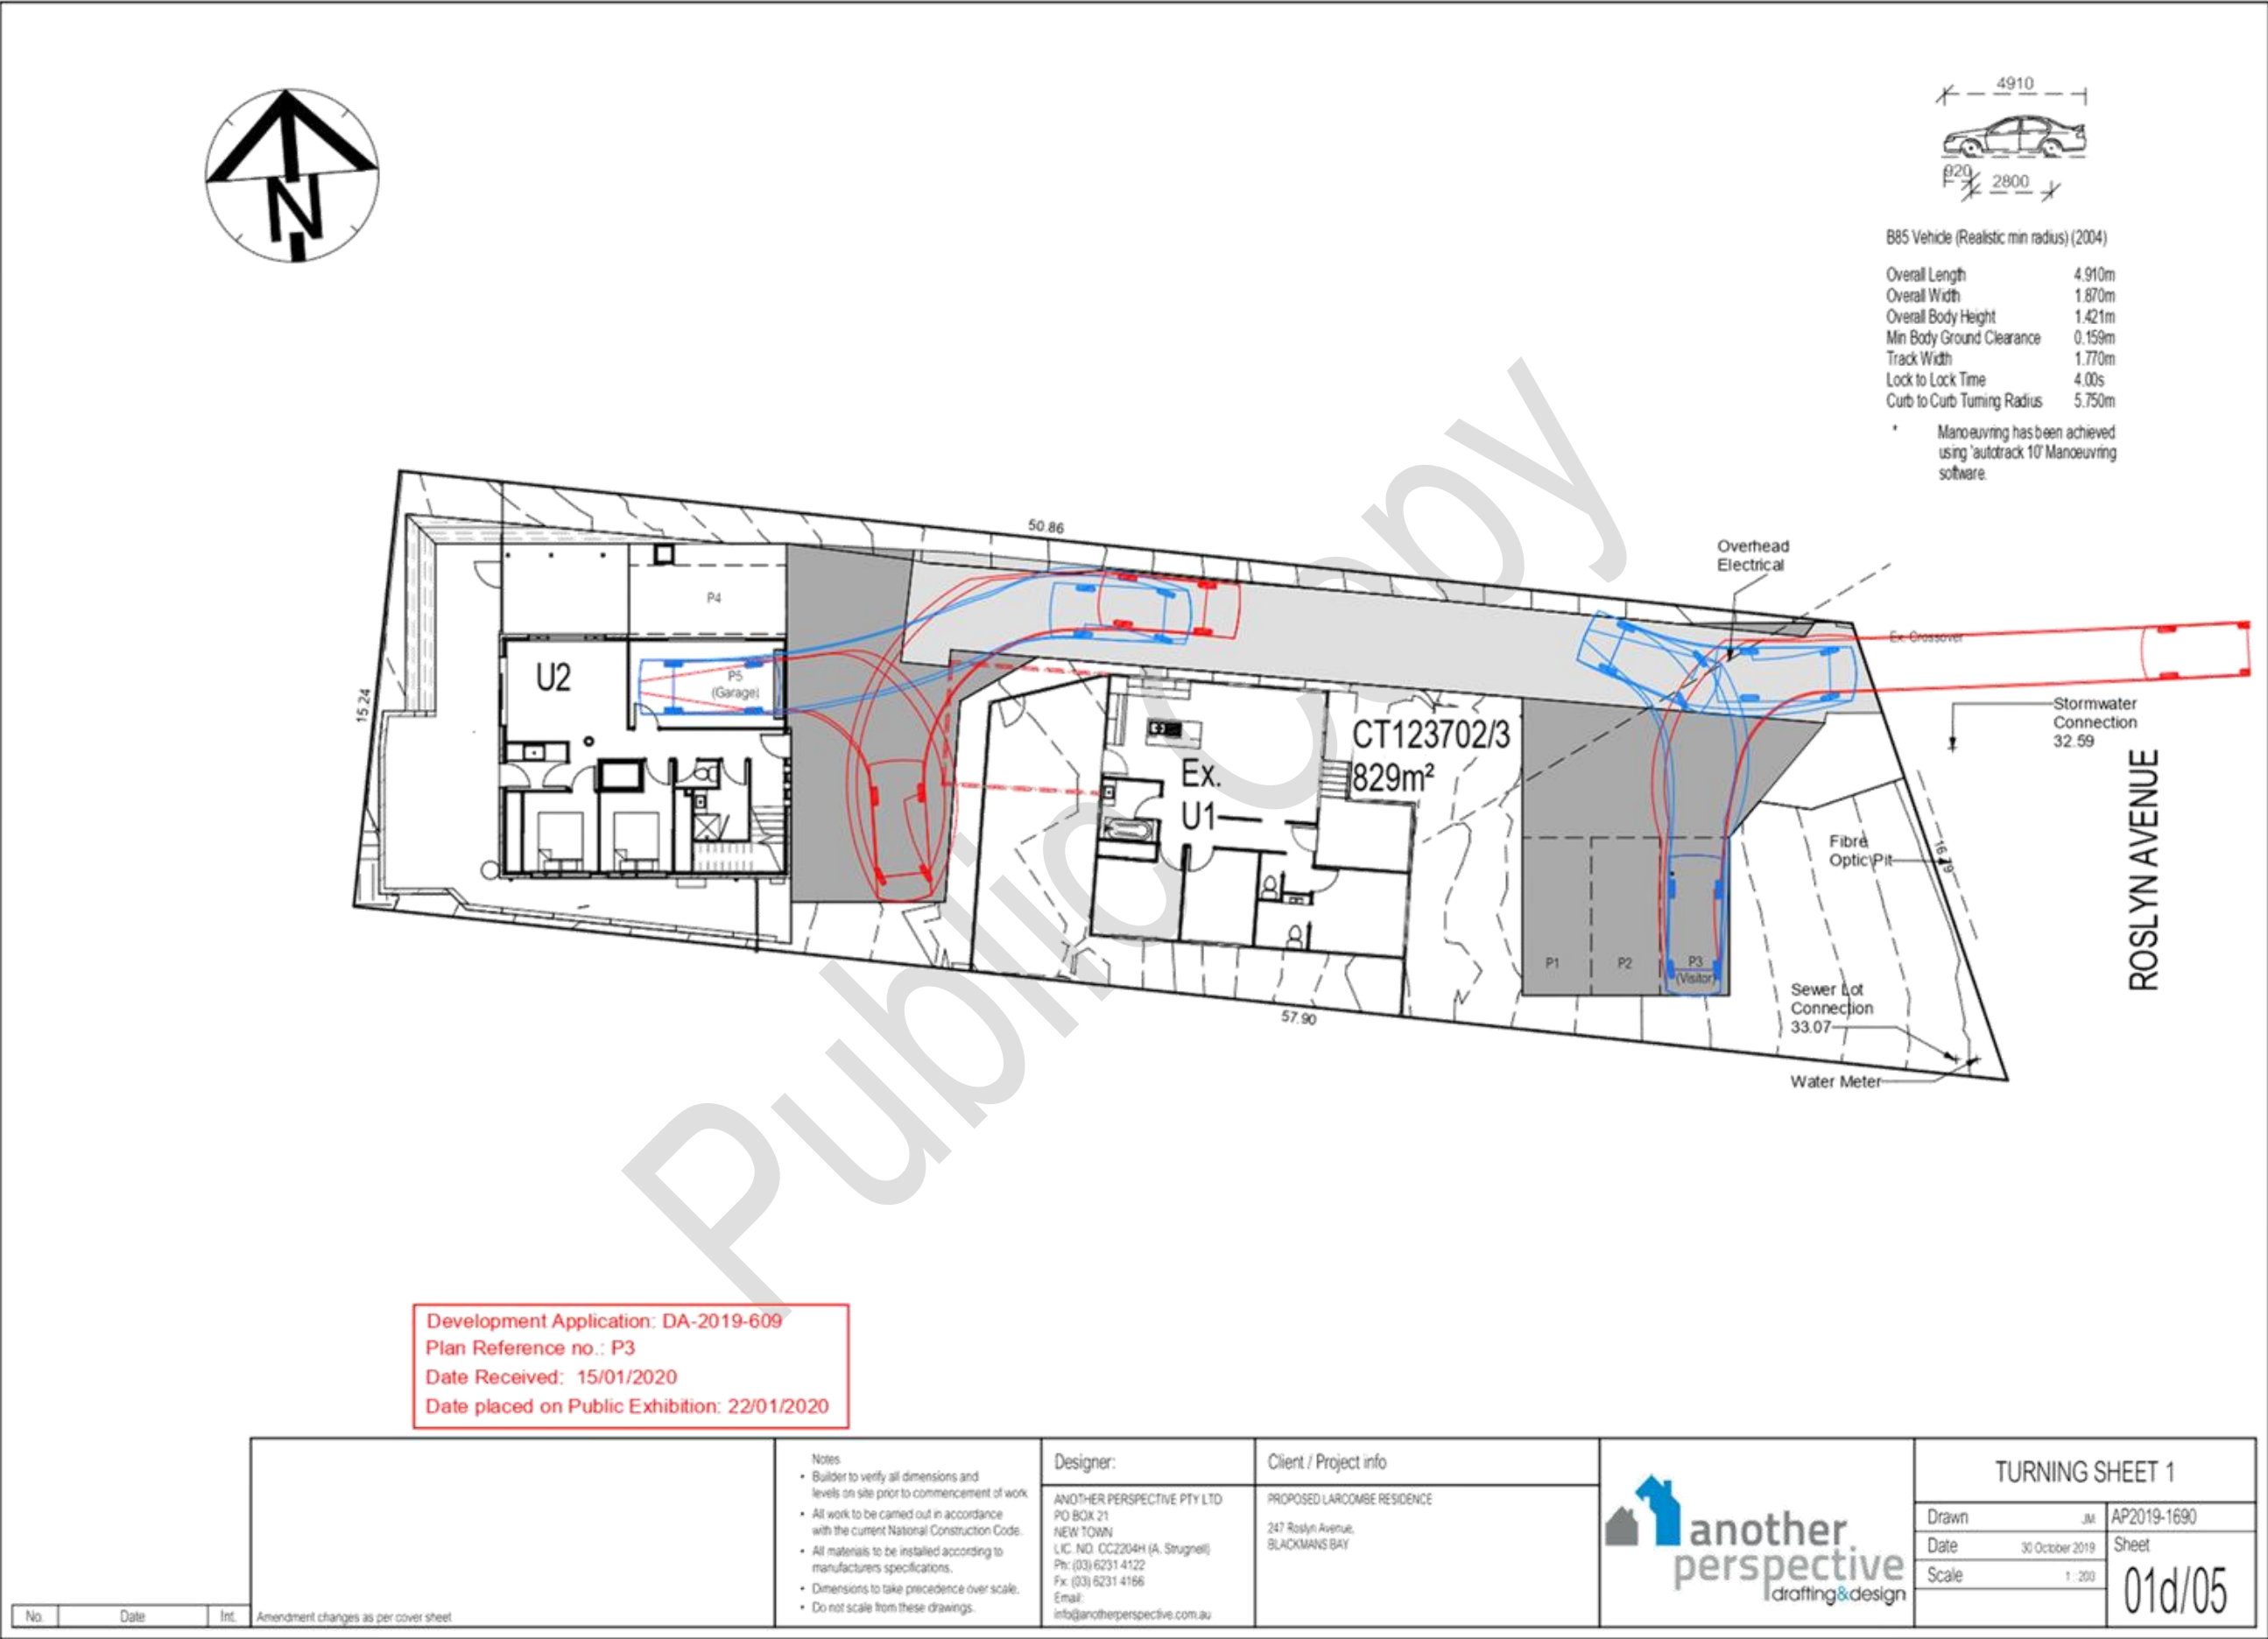 N
4910
920
2800
B85 Vehicle (Realistic min radius) (2004)
Overall Length 4.910m
Overall Width 1.870m
Overall Body Height 1.421m
Min Body Ground Clearance 0.159m
Track Width 1.770m
Lock to Lock Time 4.00s
Curb to Curb Turning Radius 5.750m
* Manoeuvring has been achieved
using 'autotrack 10' Manoeuvring
software.
50.86
Overhead
Electrical
P4
Ex. Crossover
U2
P5
(Garage)
15.24
Stormwater
Connection
32.59
CT123702/3
829m²
Ex.
U1
ROSLYN AVENUE
Fibre
Optic Pit
16.79
P1
P2
P3
(Visitor)
Sewer Lot
Connection
33.07
57.90
Water Meter
Public Copy
Development Application: DA-2019-609
Plan Reference no.: P3
Date Received: 15/01/2020
Date placed on Public Exhibition: 22/01/2020
No.
Date
Int.
Amendment changes as per cover sheet
Notes
• Builder to verify all dimensions and
levels on site prior to commencement of work
• All work to be carried out in accordance
with the current National Construction Code.
• All materials to be installed according to
manufacturers specifications.
• Dimensions to take precedence over scale.
• Do not scale from these drawings.
Designer:
ANOTHER PERSPECTIVE PTY LTD
PO BOX 21
NEW TOWN
LIC. NO. CC2204H (A. Strugnell)
Ph: (03) 6231 4122
Fx: (03) 6231 4166
Email:
info@anotherperspective.com.au
Client / Project info
PROPOSED LARCOMBE RESIDENCE
247 Roslyn Avenue,
BLACKMANS BAY
another
perspective
drafting&design
TURNING SHEET 1
Drawn JM
AP2019-1690
Date 30 October 2019
Sheet
Scale 1 : 200
01d/05